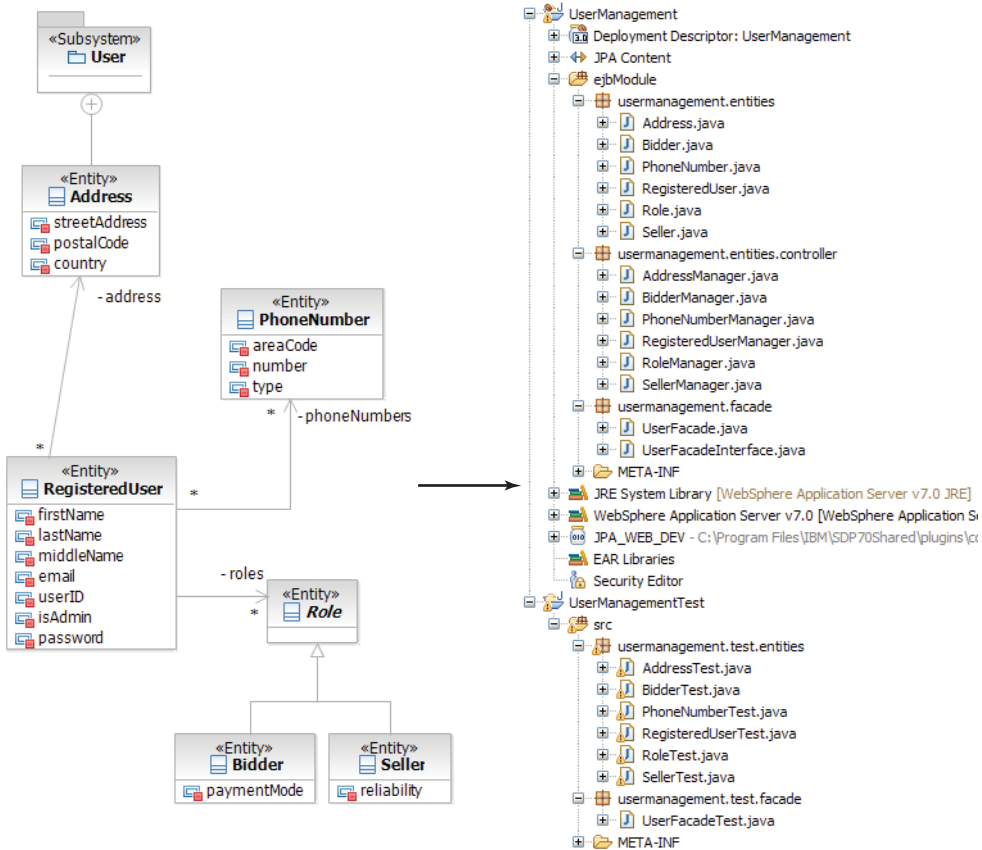 «Subsystem»
User
«Entity»
Address
streetAddress
postalCode
country
- address
«Entity»
PhoneNumber
areaCode
number
type
*
- phoneNumbers
*
«Entity»
RegisteredUser
*
firstName
lastName
middleName
email
userID
isAdmin
password
- roles
*
«Entity»
Role
«Entity»
Bidder
paymentMode
«Entity»
Seller
reliability
UserManagement
3.0 Deployment Descriptor: UserManagement
JPA Content
ejbModule
usermanagement.entities
J Address.java
J Bidder.java
J PhoneNumber.java
J RegisteredUser.java
J Role.java
J Seller.java
usermanagement.entities.controller
J AddressManager.java
J BidderManager.java
J PhoneNumberManager.java
J RegisteredUserManager.java
J RoleManager.java
J SellerManager.java
usermanagement.facade
J UserFacade.java
J UserFacadeInterface.java
META-INF
JRE System Library [WebSphere Application Server v7.0 JRE]
WebSphere Application Server v7.0 [WebSphere Application Se
010 JPA_WEB_DEV - C:\Program Files\IBM\SDP70Shared\plugins\co
EAR Libraries
Security Editor
UserManagementTest
src
usermanagement.test.entities
J AddressTest.java
J BidderTest.java
J PhoneNumberTest.java
J RegisteredUserTest.java
J RoleTest.java
J SellerTest.java
usermanagement.test.facade
J UserFacadeTest.java
META-INF